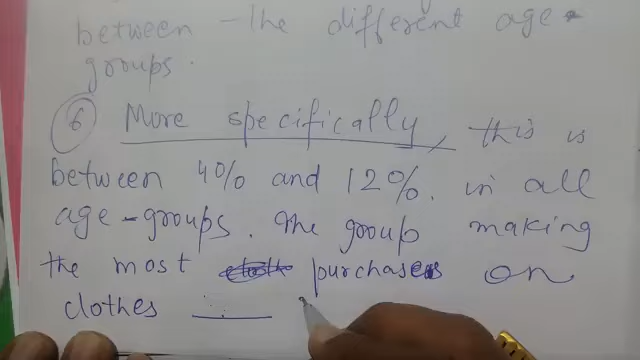 between the different age
groups.
6 More specifically, this is
between 4% and 12% in all
age-groups. The group making
the most purchases on
clothes